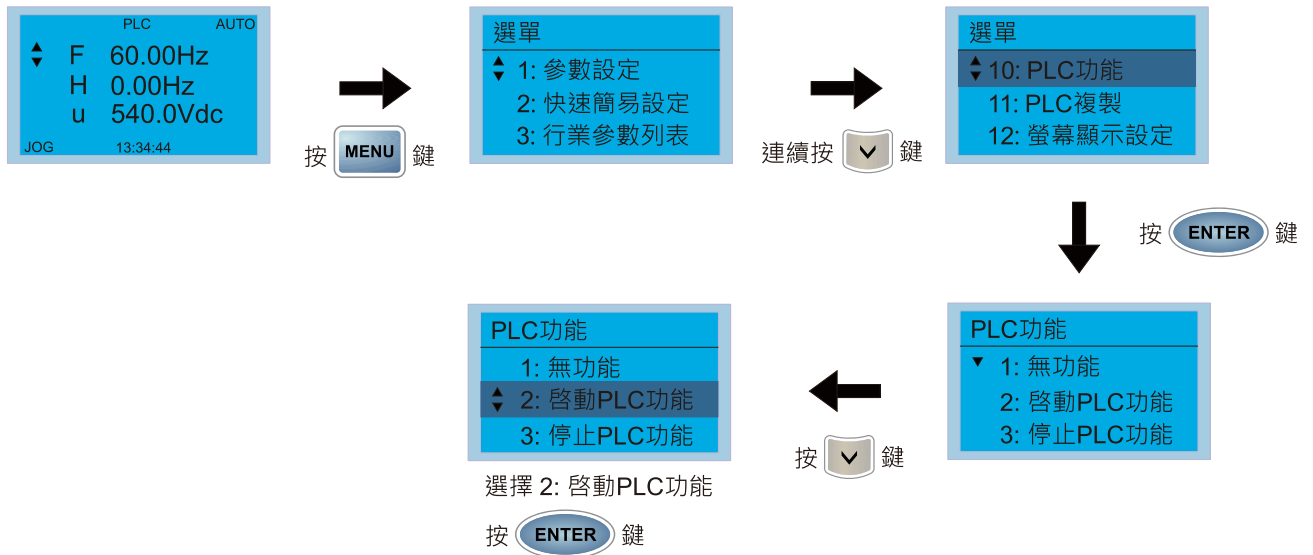 PLC AUTO
F 60.00Hz
H 0.00Hz
u 540.0Vdc
JOG 13:34:44
按 MENU 鍵
選單
1: 參數設定
2: 快速簡易設定
3: 行業參數列表
連續按 鍵
選單
10: PLC功能
11: PLC複製
12: 螢幕顯示設定
按 ENTER 鍵
PLC功能
1: 無功能
2: 啓動PLC功能
3: 停止PLC功能
按 鍵
PLC功能
1: 無功能
2: 啓動PLC功能
3: 停止PLC功能
選擇 2: 啓動PLC功能
按 ENTER 鍵